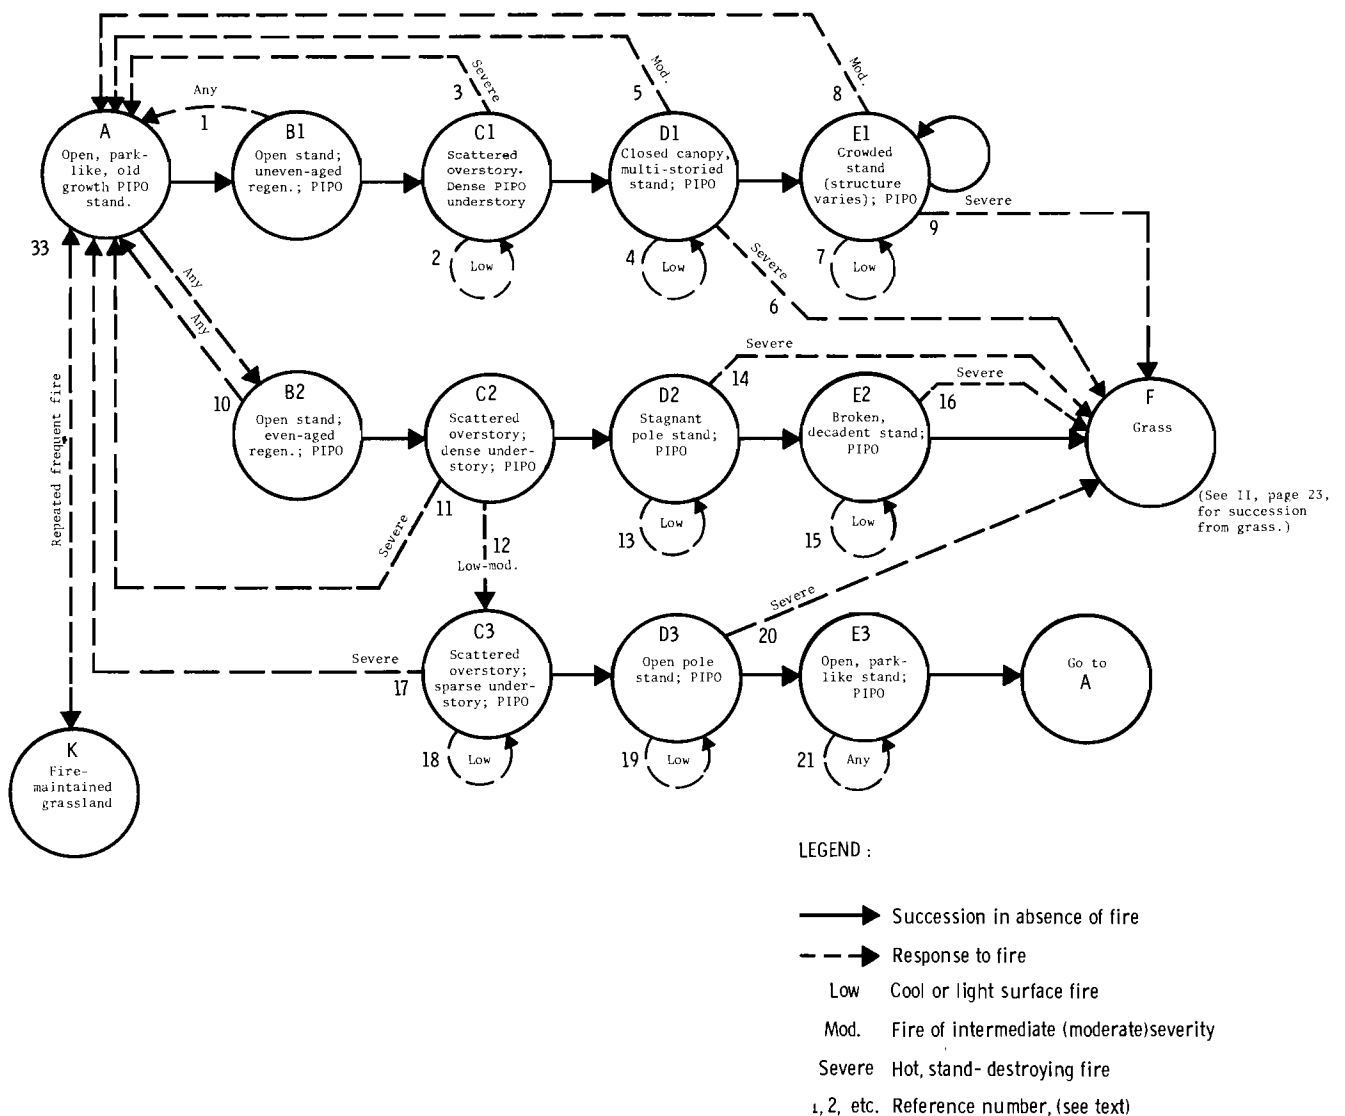 Mod.
8
Mod.
5
Severe
3
Any
1
A
Open, park-
like, old
growth PIPO
stand.
B1
Open stand;
uneven-aged
regen.; PIPO
C1
Scattered
overstory.
Dense PIPO
understory
D1
Closed canopy,
multi-storied
stand; PIPO
E1
Crowded
stand
(structure
varies); PIPO
Severe
9
2
Low
4
Low
7
Low
Severe
6
33
Any
Any
10
Repeated frequent fire
B2
Open stand;
even-aged
regen.; PIPO
C2
Scattered
overstory;
dense under-
story; PIPO
D2
Stagnant
pole stand;
PIPO
Severe
14
E2
Broken,
decadent stand;
PIPO
Severe
16
F
Grass
(See II, page 23,
for succession
from grass.)
11
Severe
12
Low-mod.
13
Low
15
Low
Severe
20
Severe
17
C3
Scattered
overstory;
sparse under-
story; PIPO
D3
Open pole
stand; PIPO
E3
Open, park-
like stand;
PIPO
Go to
A
18
Low
19
Low
21
Any
K
Fire-
maintained
grassland
LEGEND :
Succession in absence of fire
Response to fire
Low Cool or light surface fire
Mod. Fire of intermediate (moderate)severity
Severe Hot, stand- destroying fire
1, 2, etc. Reference number, (see text)